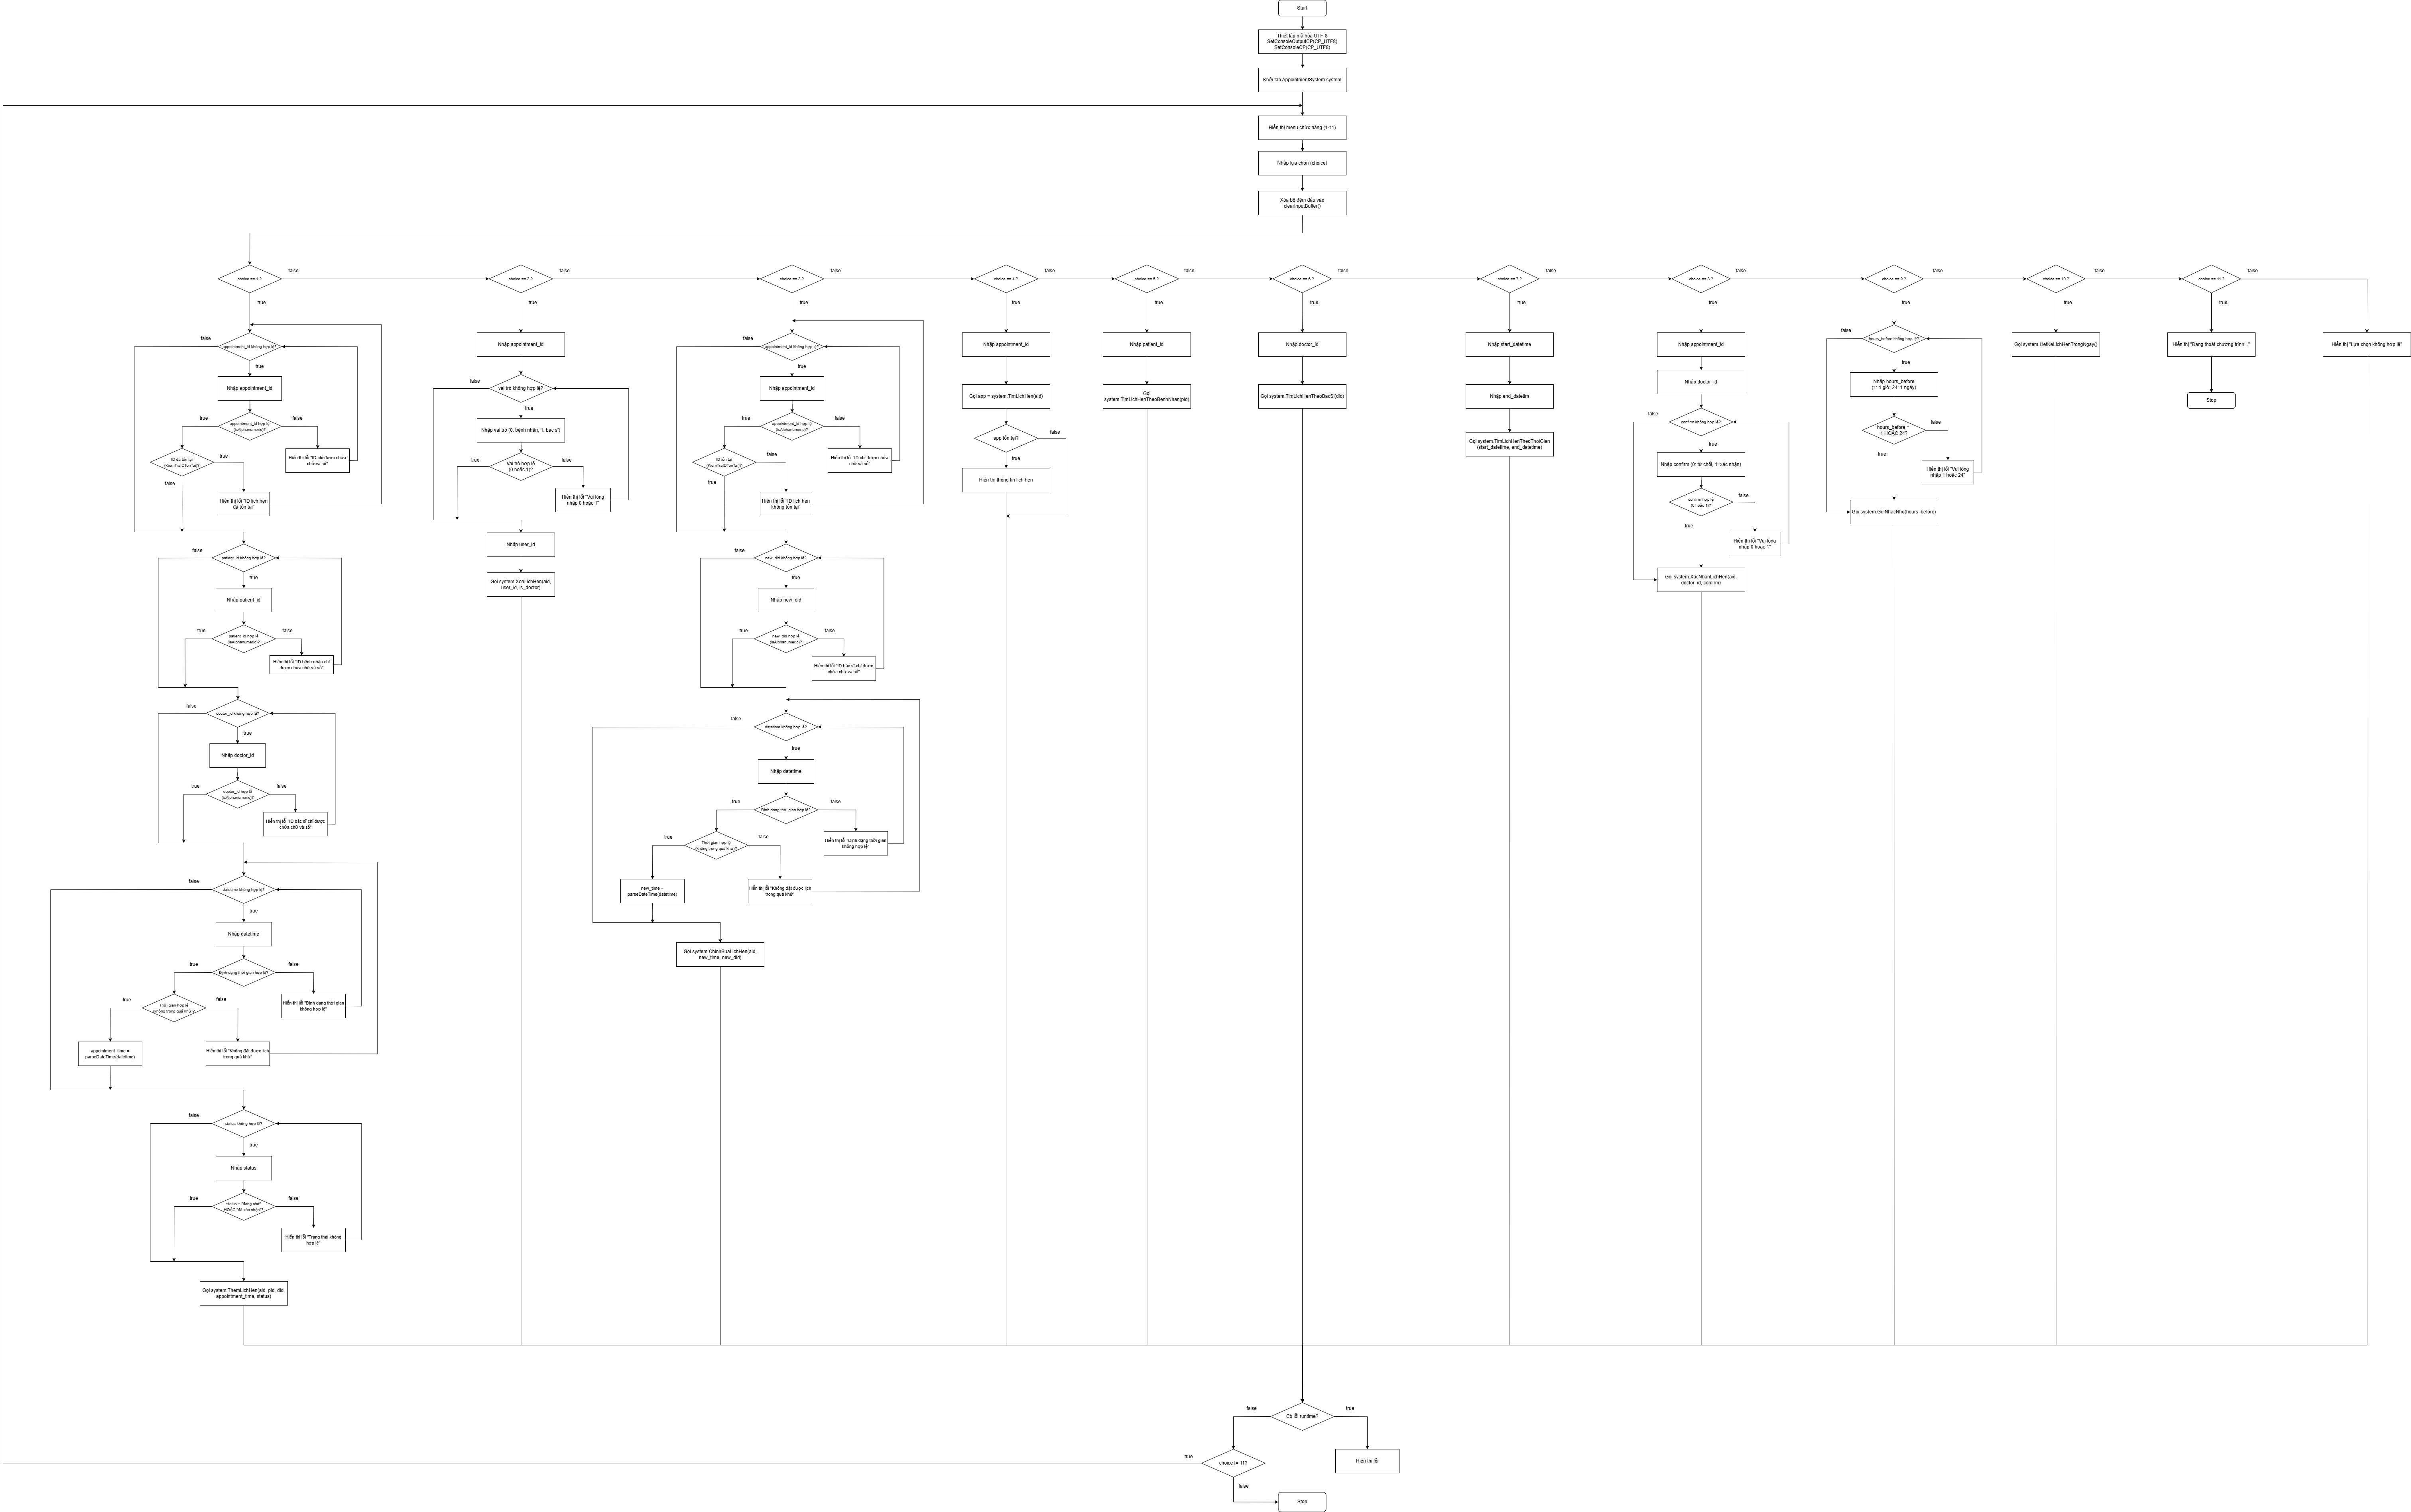 Start
Thiết lập mã hóa UTF-8
SetConsoleOutputCP(CP_UTF8)
SetConsoleCP(CP_UTF8)
Khởi tạo AppointmentSystem system
Hiển thị menu chức năng (1-11)
Nhập lựa chọn (choice)
Xóa bộ đệm đầu vào
clearInputBuffer()
choice == 1 ?
false
true
false
appointment_id không hợp lệ?
true
Nhập appointment_id
true
appointment_id hợp lệ
(isAlphanumeric)?
false
Hiển thị lỗi "ID chỉ được chứa
chữ và số"
ID đã tồn tại
(KiemTraIDTonTai)?
true
false
Hiển thị lỗi "ID lịch hẹn
đã tồn tại"
false
patient_id không hợp lệ?
true
Nhập patient_id
true
patient_id hợp lệ
(isAlphanumeric)?
false
Hiển thị lỗi "ID bệnh nhân chỉ
được chứa chữ và số"
false
doctor_id không hợp lệ?
true
Nhập doctor_id
true
doctor_id hợp lệ
(isAlphanumeric)?
false
Hiển thị lỗi "ID bác sĩ chỉ được
chứa chữ và số"
false
datetime không hợp lệ?
true
Nhập datetime
true
Định dạng thời gian hợp lệ?
false
Hiển thị lỗi "Định dạng thời gian
không hợp lệ"
true
Thời gian hợp lệ
(không trong quá khứ)?
false
appointment_time =
parseDateTime(datetime)
Hiển thị lỗi "Không đặt được lịch
trong quá khứ"
false
status không hợp lệ?
true
Nhập status
true
status = "đang chờ"
HOẶC "đã xác nhận"?
false
Hiển thị lỗi "Trạng thái không
hợp lệ"
Gọi system.ThemLichHen(aid, pid, did,
appointment_time, status)
choice == 2 ?
false
true
Nhập appointment_id
false
vai trò không hợp lệ?
true
Nhập vai trò (0: bệnh nhân, 1: bác sĩ)
true
Vai trò hợp lệ
(0 hoặc 1)?
false
Hiển thị lỗi "Vui lòng
nhập 0 hoặc 1"
Nhập user_id
Gọi system.XoaLichHen(aid,
user_id, is_doctor)
choice == 3 ?
false
true
false
appointment_id không hợp lệ?
true
Nhập appointment_id
true
appointment_id hợp lệ
(isAlphanumeric)?
false
Hiển thị lỗi "ID chỉ được chứa
chữ và số"
ID tồn tại
(KiemTraIDTonTai)?
false
true
Hiển thị lỗi "ID lịch hẹn
không tồn tại"
false
new_did không hợp lệ?
true
Nhập new_did
true
new_did hợp lệ
(isAlphanumeric)?
false
Hiển thị lỗi "ID bác sĩ chỉ được
chứa chữ và số"
false
datetime không hợp lệ?
true
Nhập datetime
true
Định dạng thời gian hợp lệ?
false
Hiển thị lỗi "Định dạng thời gian
không hợp lệ"
true
Thời gian hợp lệ
(không trong quá khứ)?
false
new_time =
parseDateTime(datetime)
Hiển thị lỗi "Không đặt được lịch
trong quá khứ"
Gọi system.ChinhSuaLichHen(aid,
new_time, new_did)
choice == 4 ?
false
true
Nhập appointment_id
Gọi app = system.TimLichHen(aid)
app tồn tại?
false
true
Hiển thị thông tin lịch hẹn
choice == 5 ?
false
true
Nhập patient_id
Gọi
system.TimLichHenTheoBenhNhan(pid)
choice == 6 ?
false
true
Nhập doctor_id
Gọi system.TimLichHenTheoBacSi(did)
choice == 7 ?
false
true
Nhập start_datetime
Nhập end_datetim
Gọi system.TimLichHenTheoThoiGian
(start_datetime, end_datetime)
choice == 8 ?
false
true
Nhập appointment_id
Nhập doctor_id
false
confirm không hợp lệ?
true
Nhập confirm (0: từ chối, 1: xác nhận)
confirm hợp lệ
(0 hoặc 1)?
false
true
Hiển thị lỗi "Vui lòng
nhập 0 hoặc 1"
Gọi system.XacNhanLichHen(aid,
doctor_id, confirm)
choice == 9 ?
false
true
false
hours_before không hợp lệ?
true
Nhập hours_before
(1: 1 giờ, 24: 1 ngày)
hours_before =
1 HOẶC 24?
false
true
Hiển thị lỗi "Vui lòng
nhập 1 hoặc 24"
Gọi system.GuiNhacNho(hours_before)
choice == 10 ?
false
true
Gọi system.LietKeLichHenTrongNgay()
choice == 11 ?
false
true
Hiển thị "Đang thoát chương trình..."
Stop
Hiển thị "Lựa chọn không hợp lệ"
false
Có lỗi runtime?
true
Hiển thị lỗi
true
choice != 11?
false
Stop